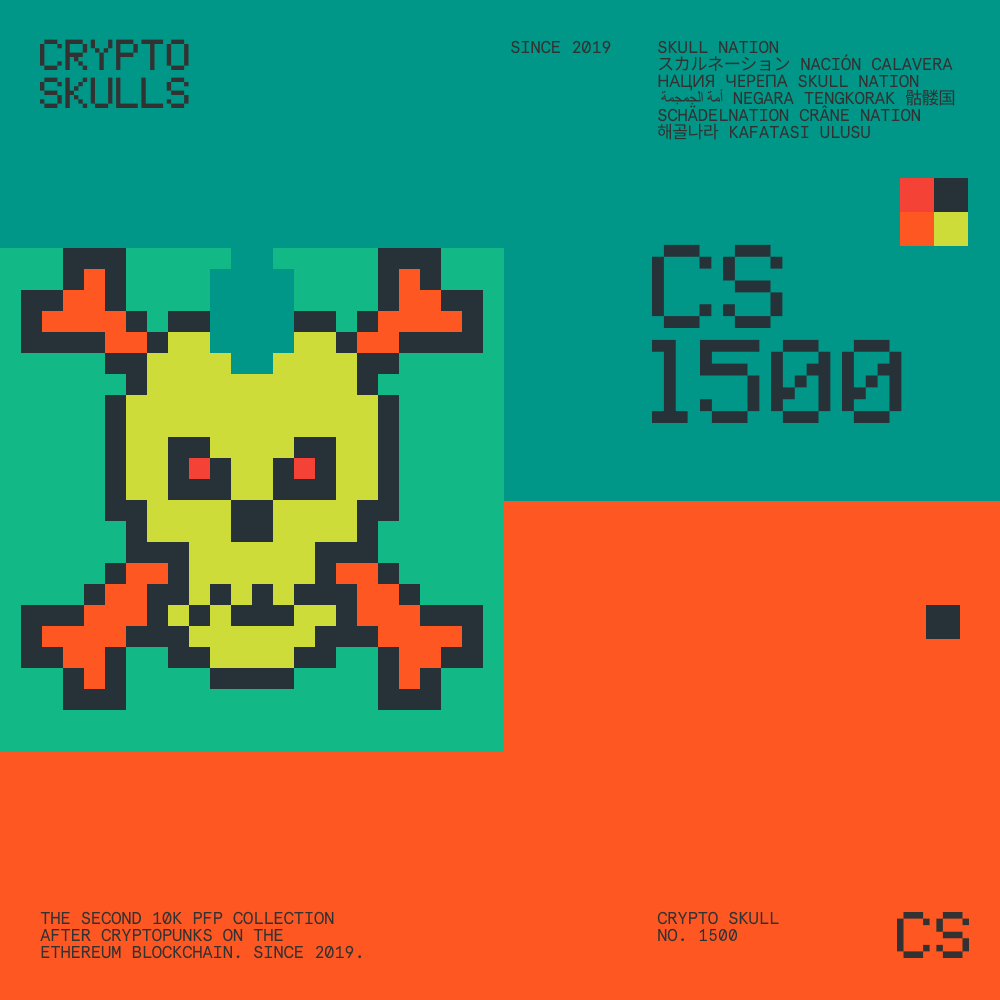 CRYPTO
SKULLS
SINCE 2019
SKULL NATION
スカルネーション NACIÓN CALAVERA
НАЦИЯ ЧЕРЕПА SKULL NATION
أمة الجمجمة NEGARA TENGKORAK 骷髏国
SCHÄDELNATION CRÂNE NATION
해골나라 KAFATASI ULUSU
CS
1500
THE SECOND 10K PFP COLLECTION
AFTER CRYPTOPUNKS ON THE
ETHEREUM BLOCKCHAIN. SINCE 2019.
CRYPTO SKULL
NO. 1500
CS